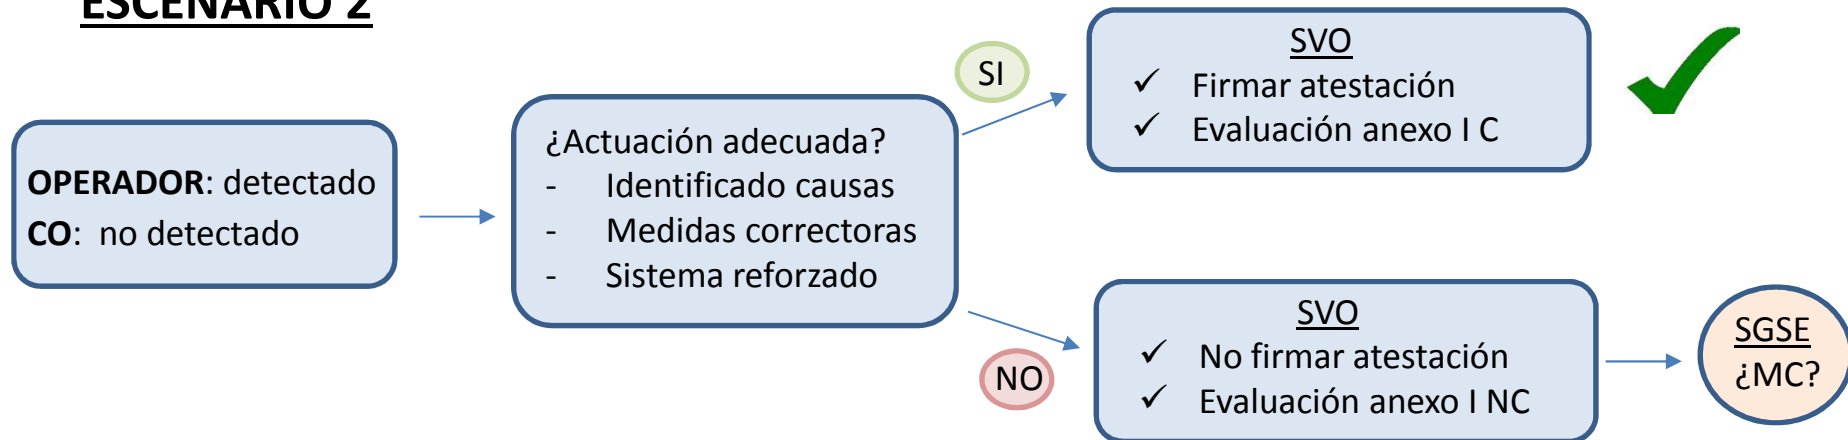 ESCENARIO 2
OPERADOR: detectado
CO: no detectado
¿Actuación adecuada?
- Identificado causas
- Medidas correctoras
- Sistema reforzado
SI
SVO
✓ Firmar atestación
✓ Evaluación anexo I C
NO
SVO
✓ No firmar atestación
✓ Evaluación anexo I NC
SGSE
¿MC?